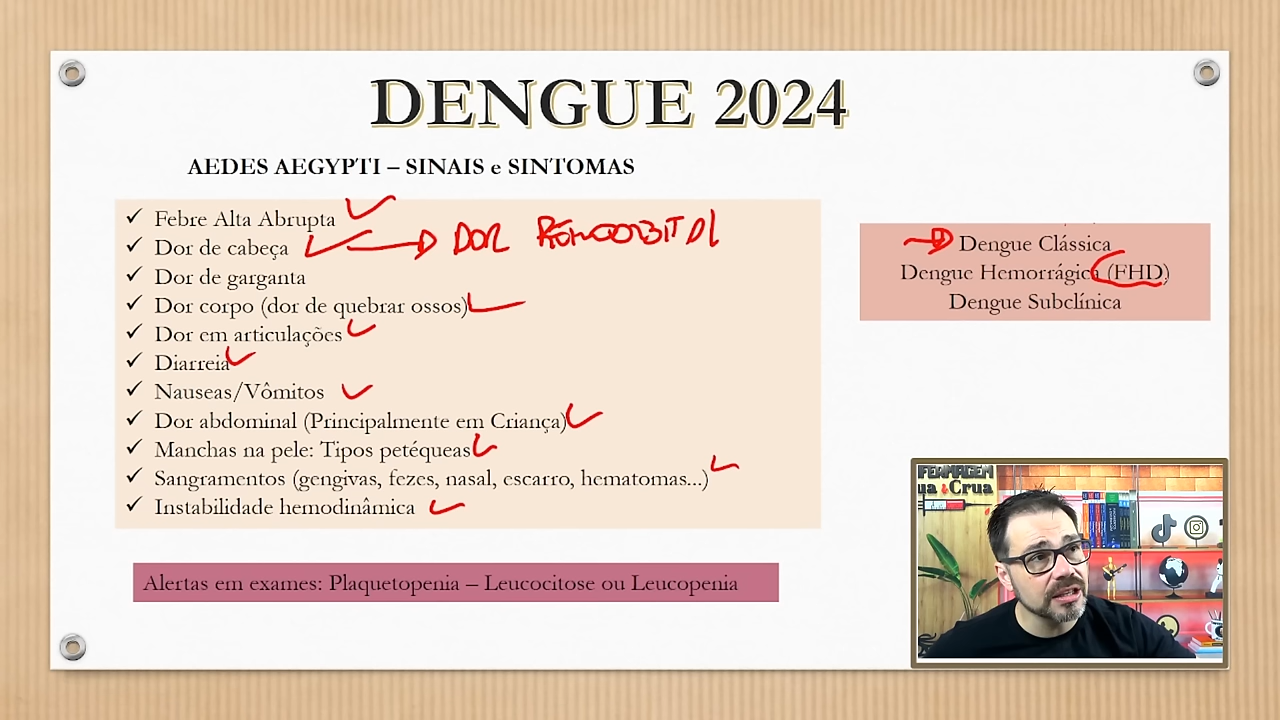 DENGUE 2024
AEDES AEGYPTI – SINAIS e SINTOMAS
Febre Alta Abrupta
Dor de cabeça DOR
Dor de garganta
Dor corpo (dor de quebrar ossos)
Dor em articulações
Diarreia
Nauseas/Vômitos
Dor abdominal (Principalmente em Criança)
Manchas na pele: Tipos petéqueas
Sangramentos (gengivas, fezes, nasal, escarro, hematomas...)
Instabilidade hemodinâmica
Alertas em exames: Plaquetopenia – Leucocitose ou Leucopenia
Dengue Clássica
Dengue Hemorrágica (FHD)
Dengue Subclínica
FERMAGEM
ua Crua